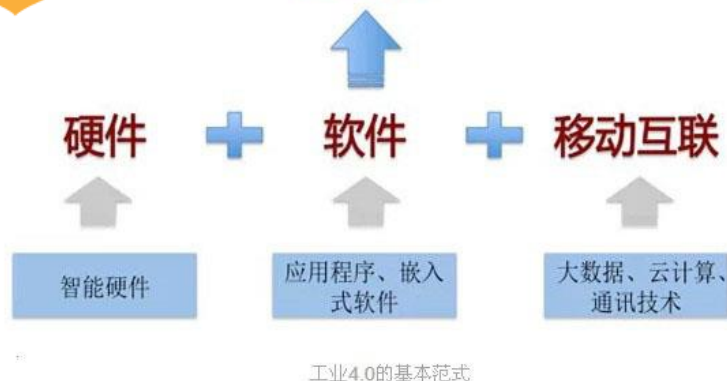 硬件 + 软件 + 移动互联
智能硬件
应用程序、嵌入
式软件
大数据、云计算、
通讯技术
工业4.0的基本范式